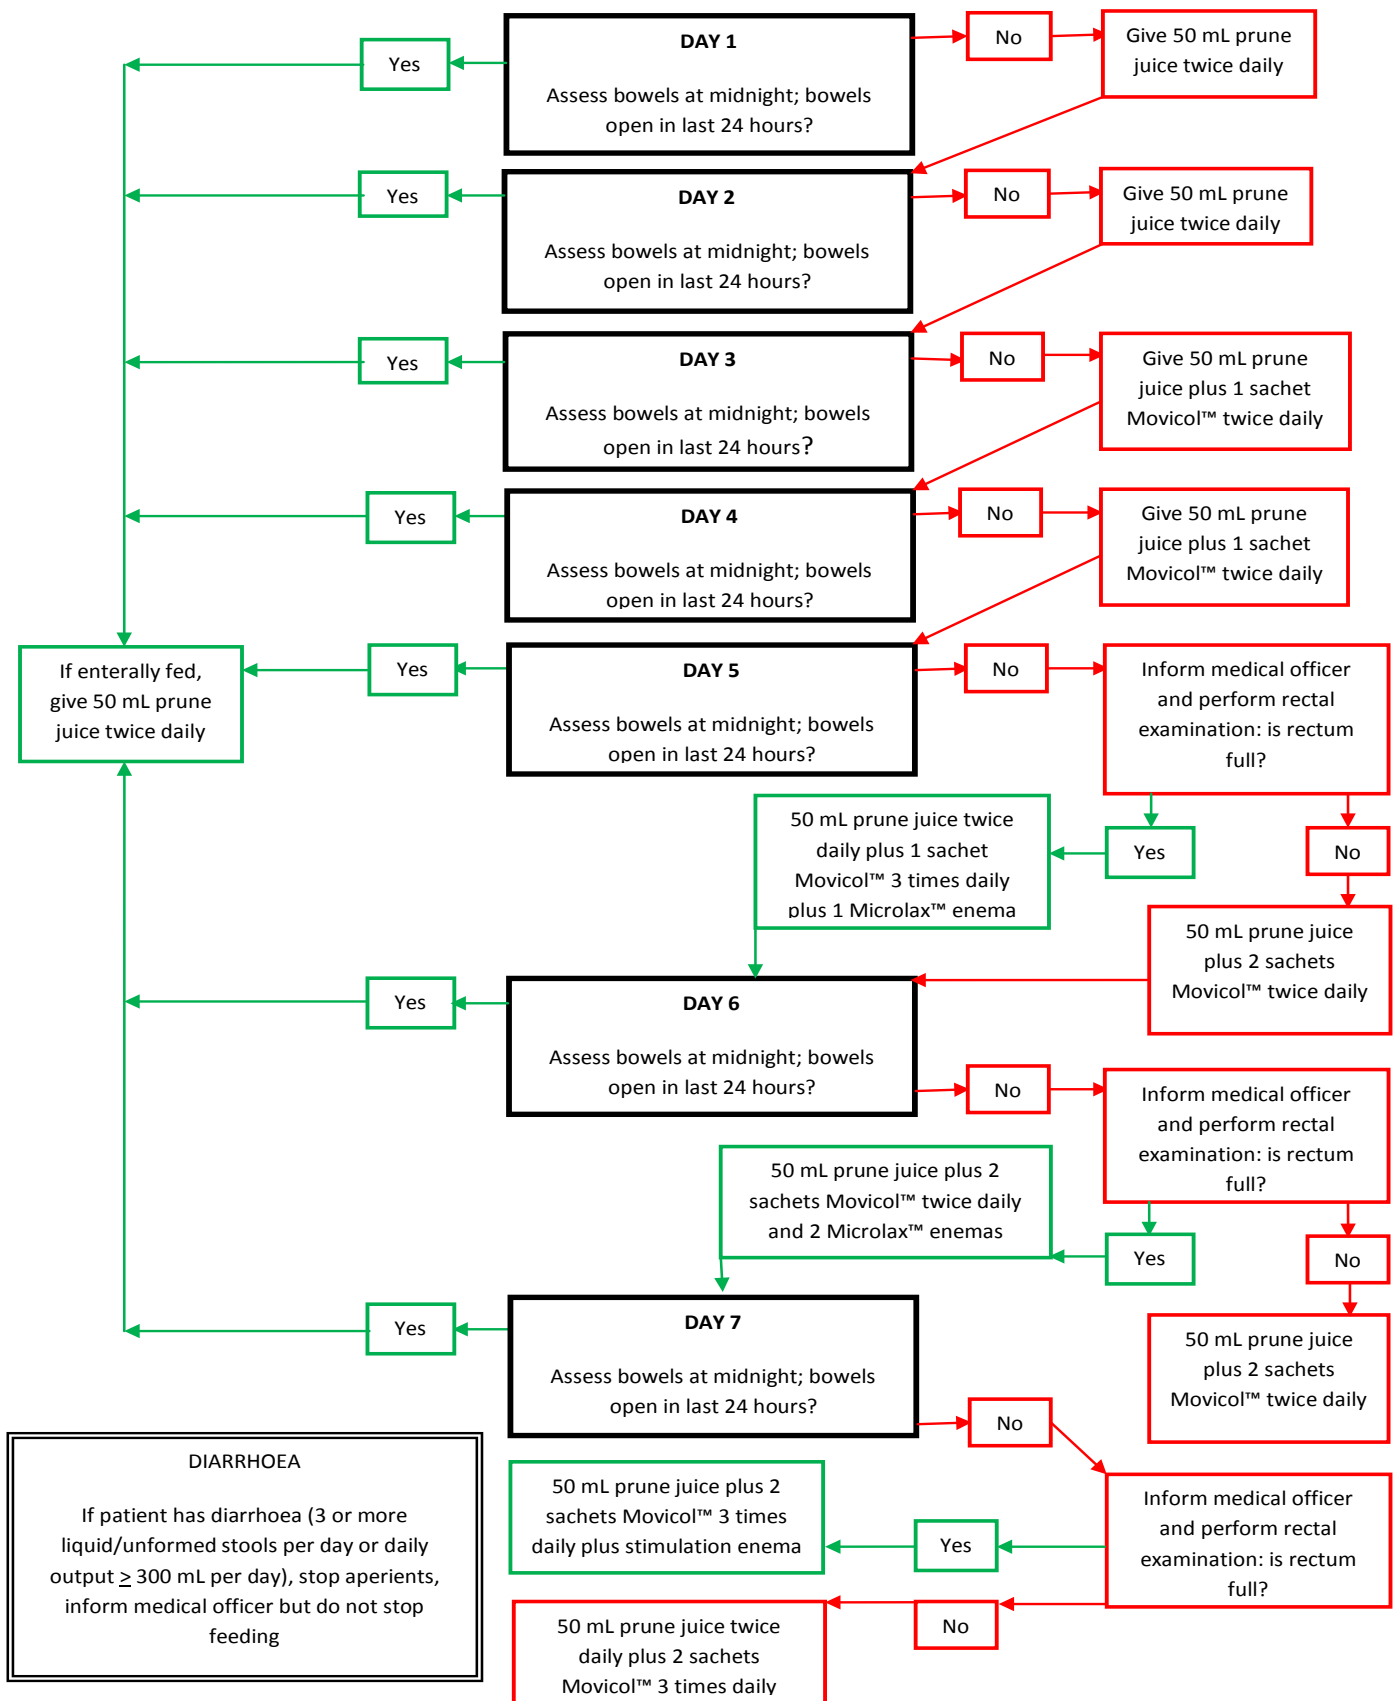 DAY 1
Assess bowels at midnight; bowels
open in last 24 hours?
Yes
No
Give 50 mL prune
juice twice daily
DAY 2
Assess bowels at midnight; bowels
open in last 24 hours?
Yes
No
Give 50 mL prune
juice twice daily
DAY 3
Assess bowels at midnight; bowels
open in last 24 hours?
Yes
No
Give 50 mL prune
juice plus 1 sachet
Movicol™ twice daily
DAY 4
Assess bowels at midnight; bowels
open in last 24 hours?
Yes
No
Give 50 mL prune
juice plus 1 sachet
Movicol™ twice daily
If enterally fed,
give 50 mL prune
juice twice daily
Yes
DAY 5
Assess bowels at midnight; bowels
open in last 24 hours?
No
Inform medical officer
and perform rectal
examination: is rectum
full?
Yes
No
50 mL prune juice twice
daily plus 1 sachet
Movicol™ 3 times daily
plus 1 Microlax™ enema
50 mL prune juice
plus 2 sachets
Movicol™ twice daily
DAY 6
Assess bowels at midnight; bowels
open in last 24 hours?
Yes
No
Inform medical officer
and perform rectal
examination: is rectum
full?
Yes
No
50 mL prune juice plus 2
sachets Movicol™ twice daily
and 2 Microlax™ enemas
50 mL prune juice
plus 2 sachets
Movicol™ twice daily
DAY 7
Assess bowels at midnight; bowels
open in last 24 hours?
Yes
No
Inform medical officer
and perform rectal
examination: is rectum
full?
Yes
50 mL prune juice plus 2
sachets Movicol™ 3 times
daily plus stimulation enema
No
50 mL prune juice twice
daily plus 2 sachets
Movicol™ 3 times daily
DIARRHOEA
If patient has diarrhoea (3 or more
liquid/unformed stools per day or daily
output ≥ 300 mL per day), stop aperients,
inform medical officer but do not stop
feeding